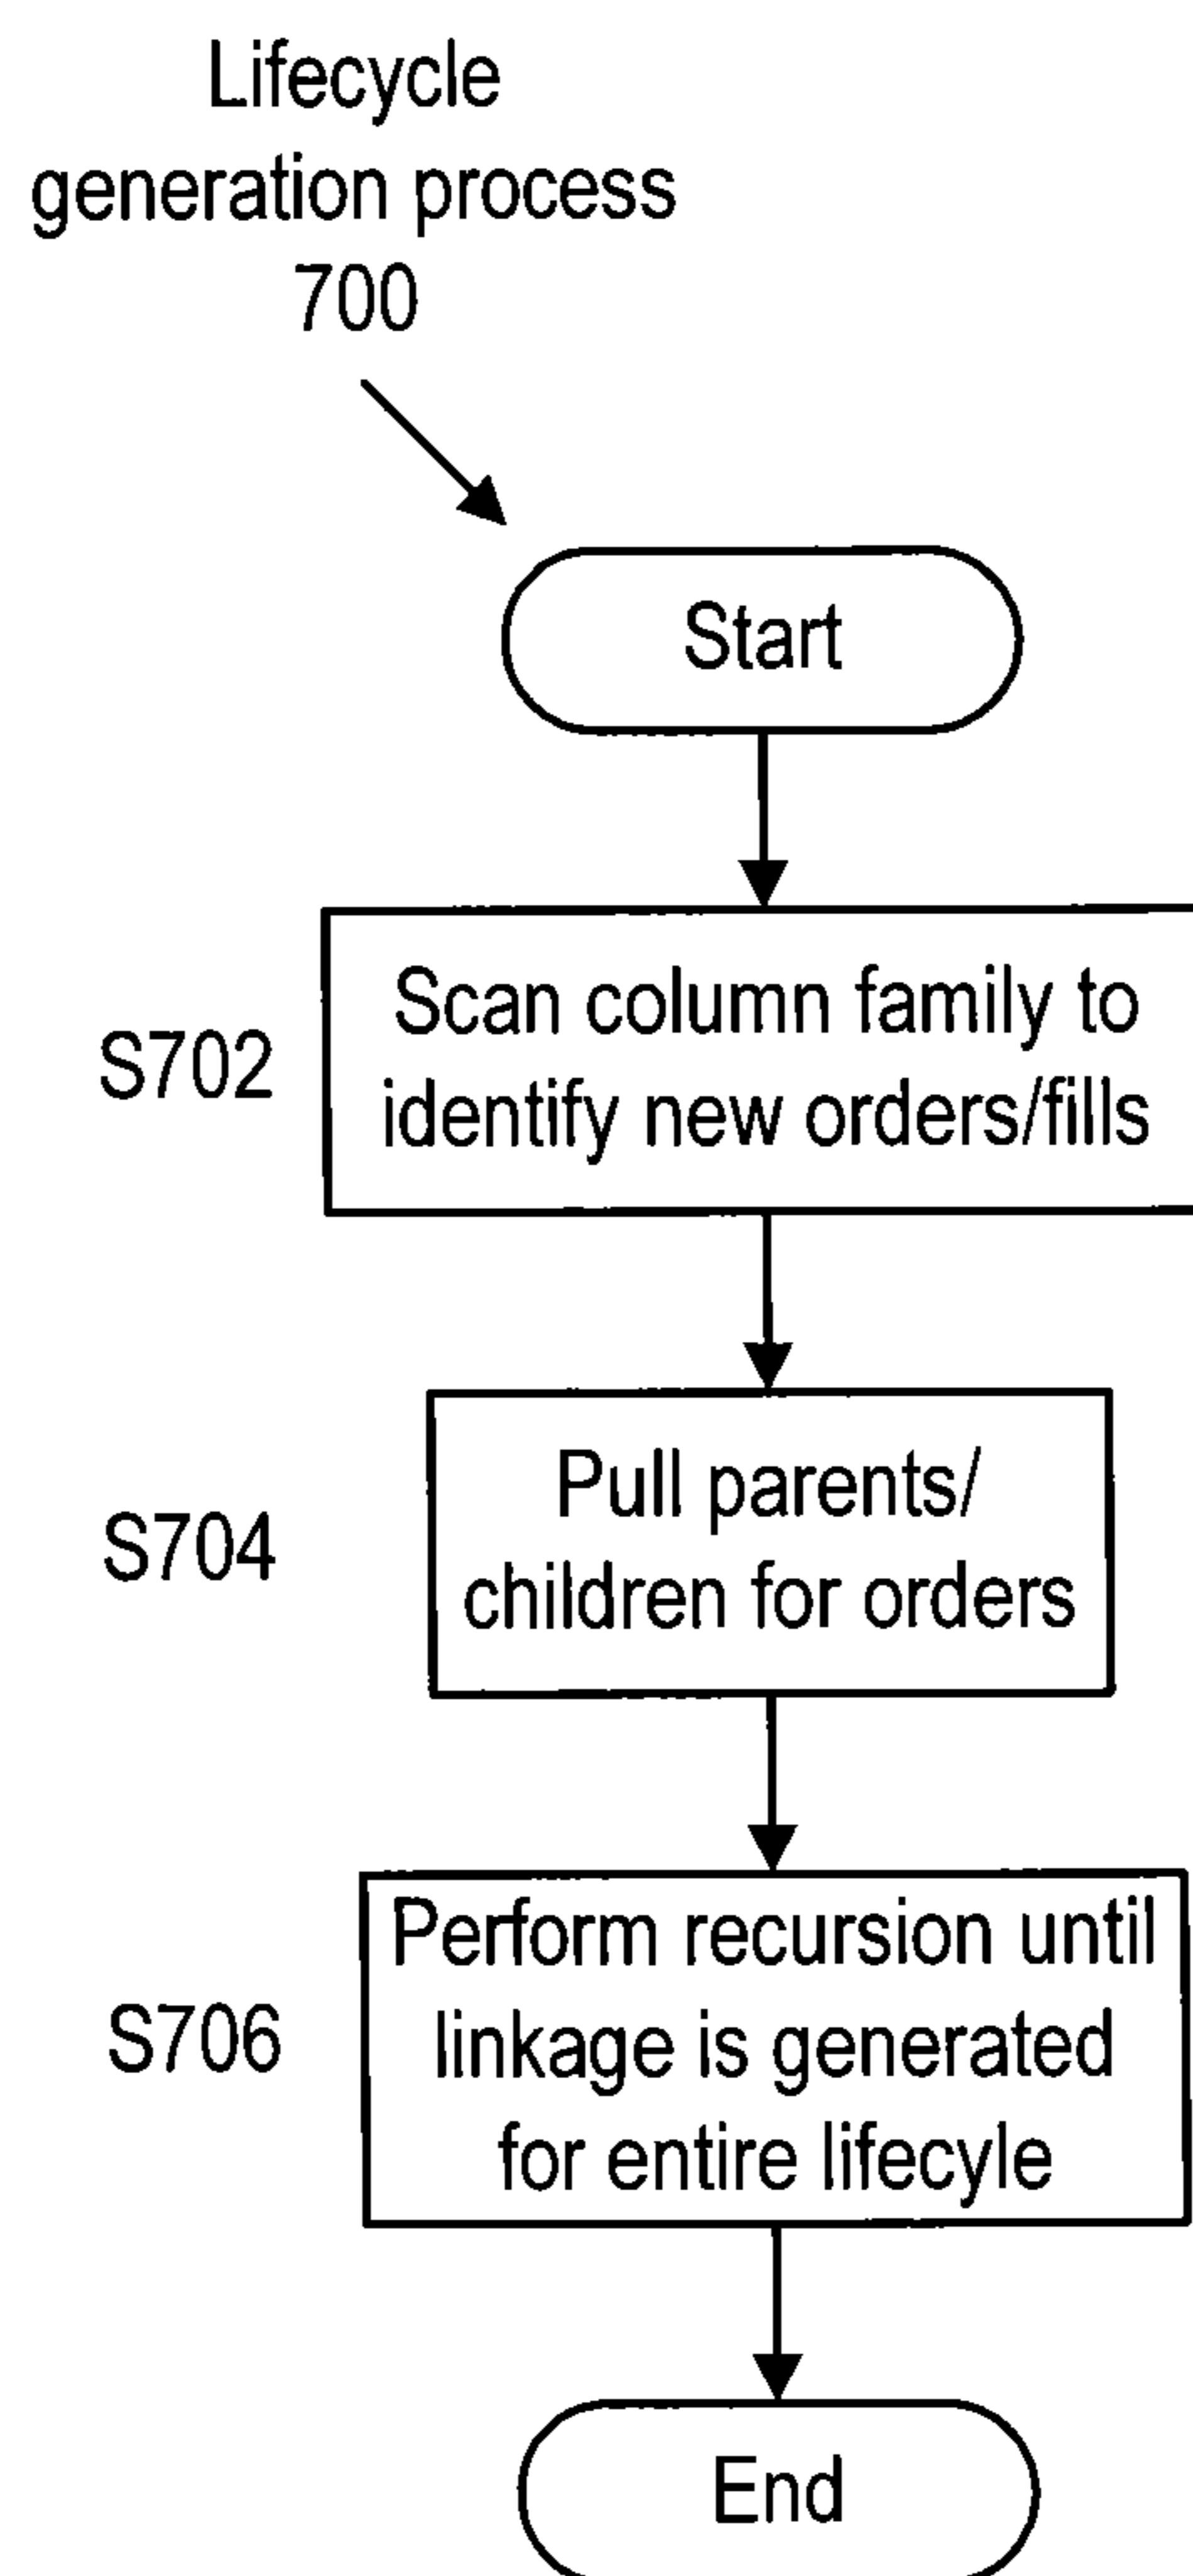 Lifecycle
generation process
700
Start
S702
Scan column family to
identify new orders/fills
S704
Pull parents/
children for orders
S706
Perform recursion until
linkage is generated
for entire lifecyle
End